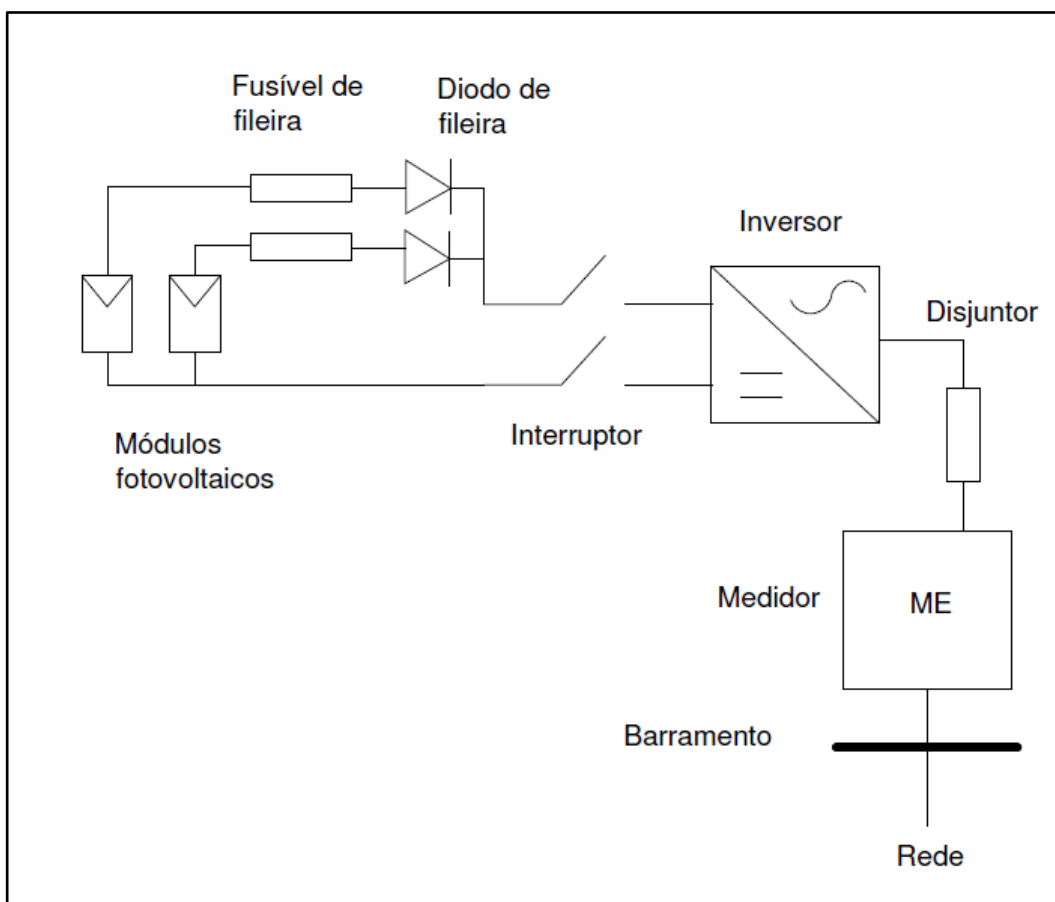 Fusível de
fileira
Diodo de
fileira
Inversor
Disjuntor
Interruptor
Módulos
fotovoltaicos
Medidor
ME
Barramento
Rede